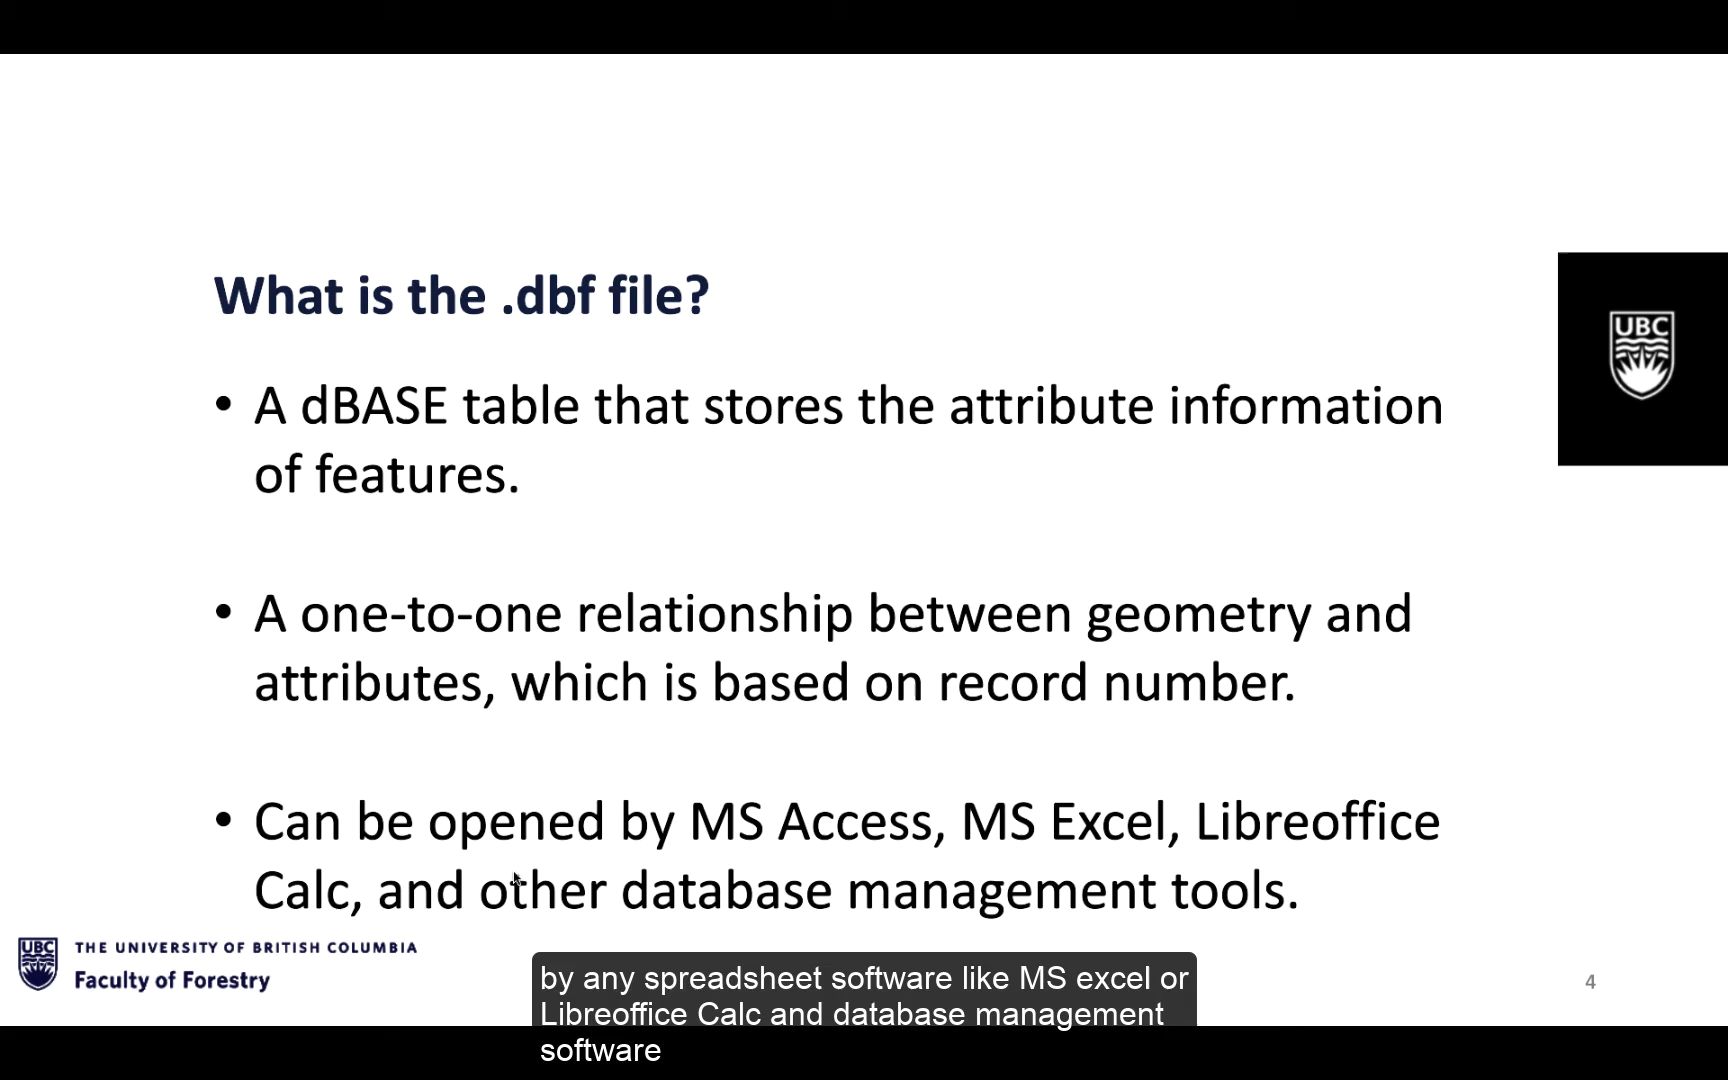 What is the .dbf file?
• A dBASE table that stores the attribute information
of features.
• A one-to-one relationship between geometry and
attributes, which is based on record number.
• Can be opened by MS Access, MS Excel, Libreoffice
Calc, and other database management tools.
UBC
UBC
THE UNIVERSITY OF BRITISH COLUMBIA
Faculty of Forestry
by any spreadsheet software like MS excel or
Libreoffice Calc and database management
software
4